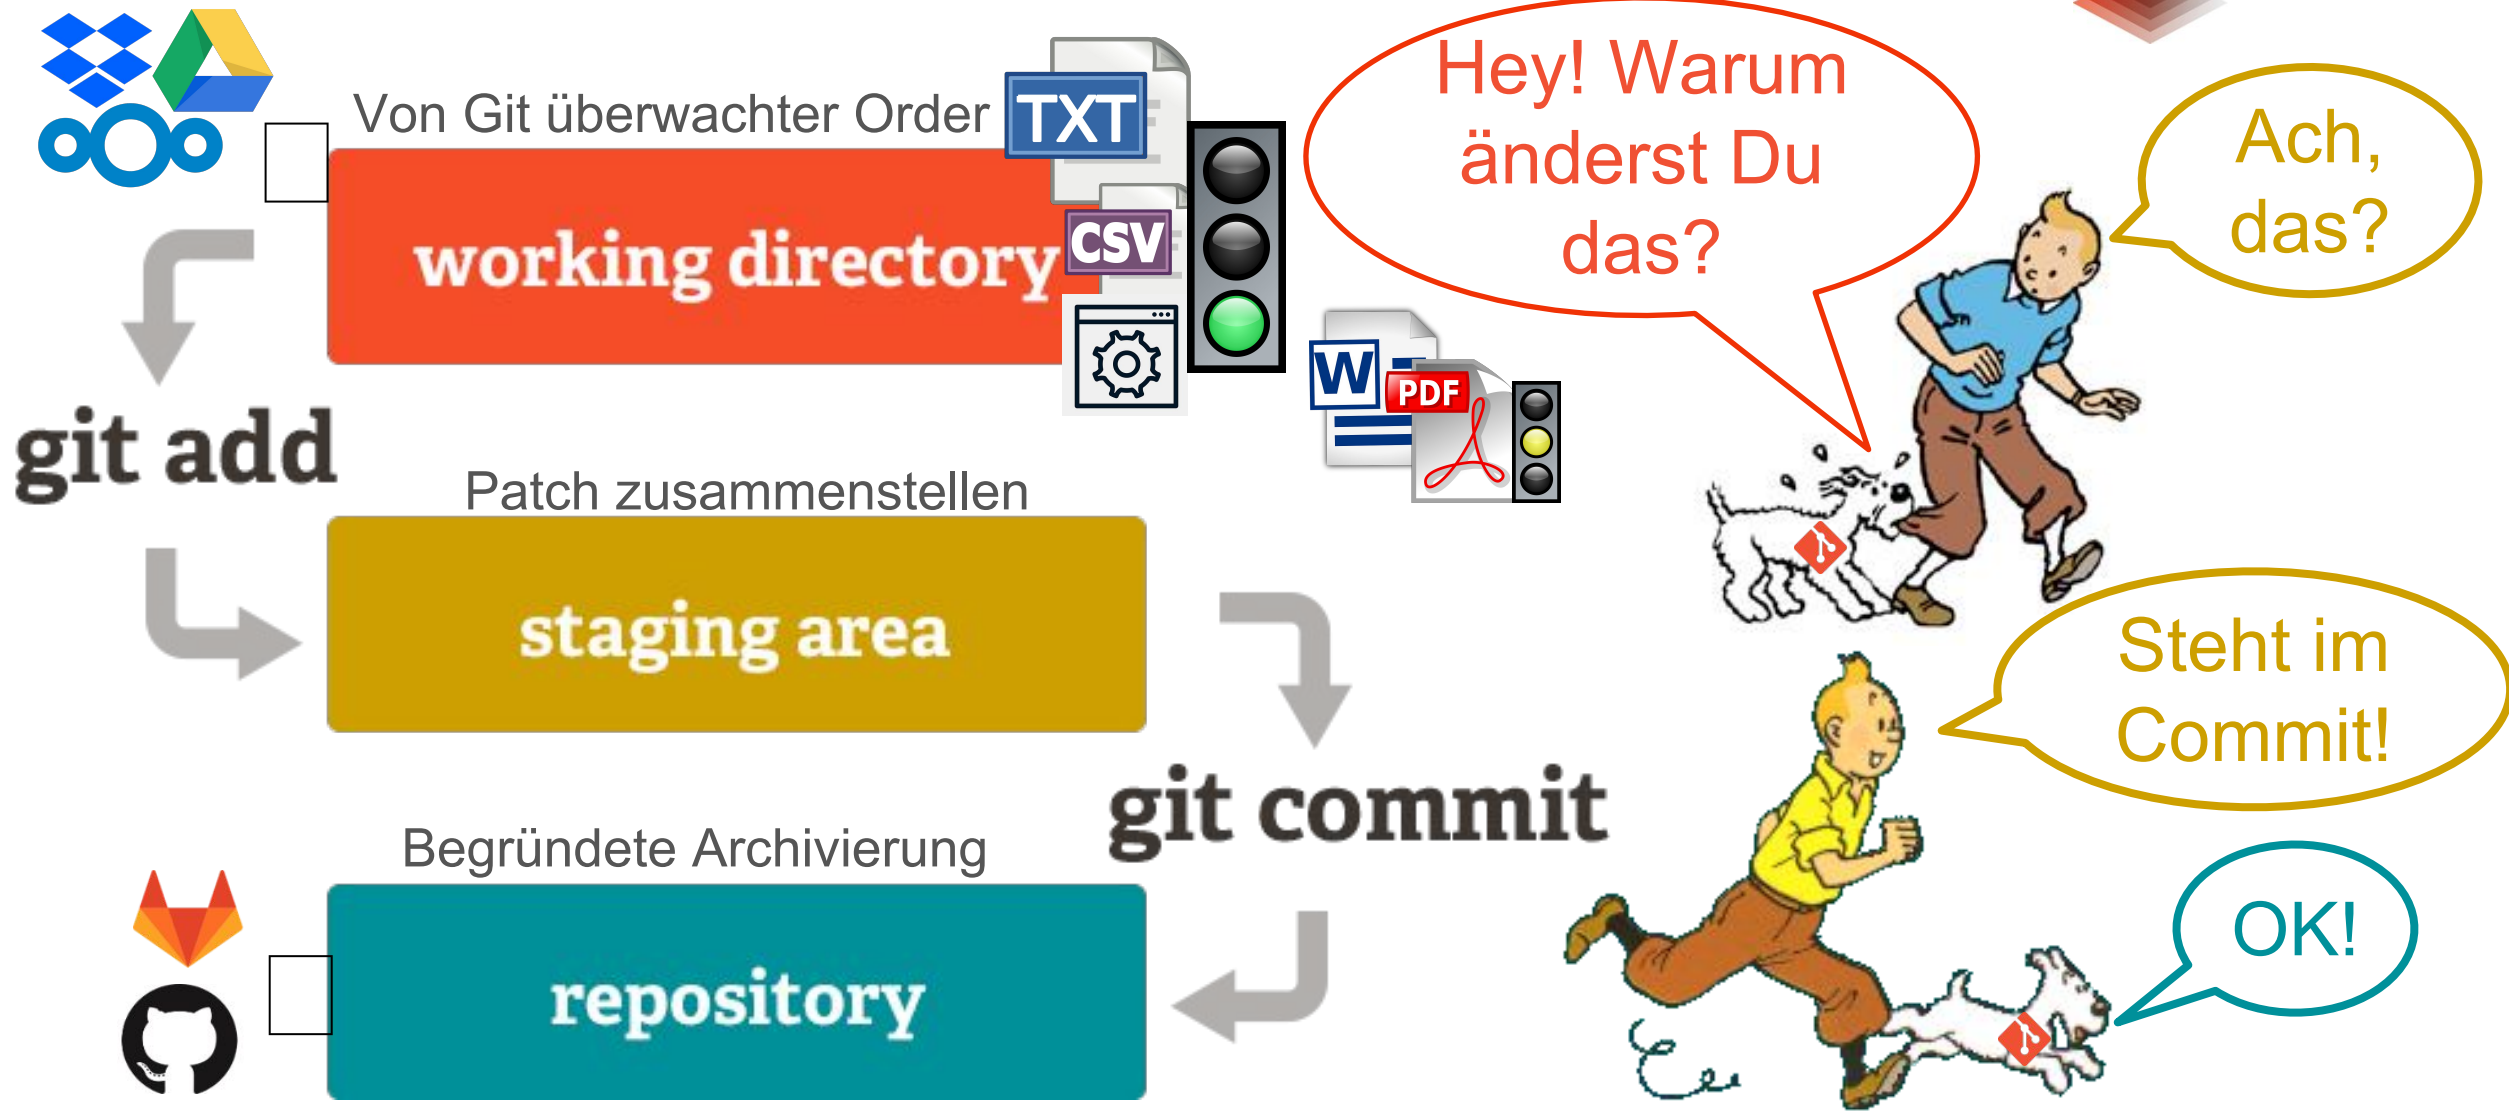 Von Git überwachter Order
TXT
working directory
CSV
git add
W
PDF
Patch zusammenstellen
staging area
git commit
Begründete Archivierung
repository
Hey! Warum
änderst Du
das?
Ach,
das?
Steht im
Commit!
OK!